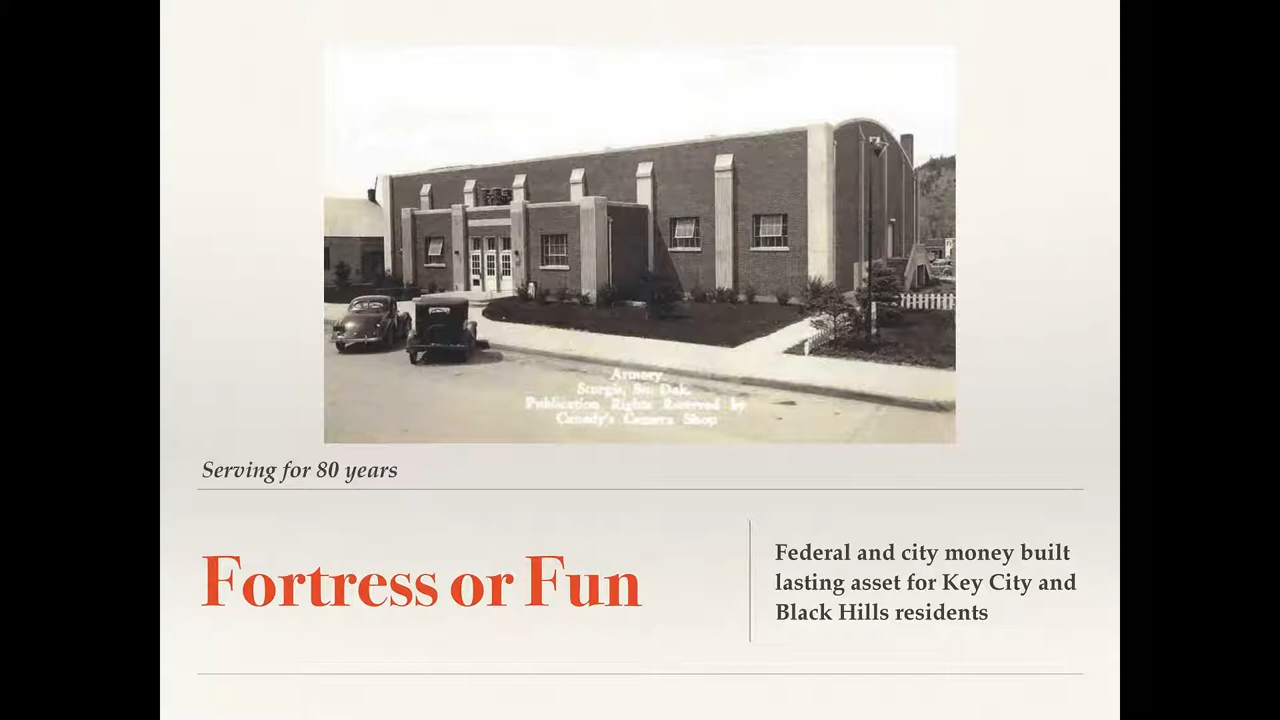 Armory
Sturgis, So. Dak.
Publication Rights Reserved by
Canedy's Camera Shop
Serving for 80 years
Fortress or Fun
Federal and city money built
lasting asset for Key City and
Black Hills residents